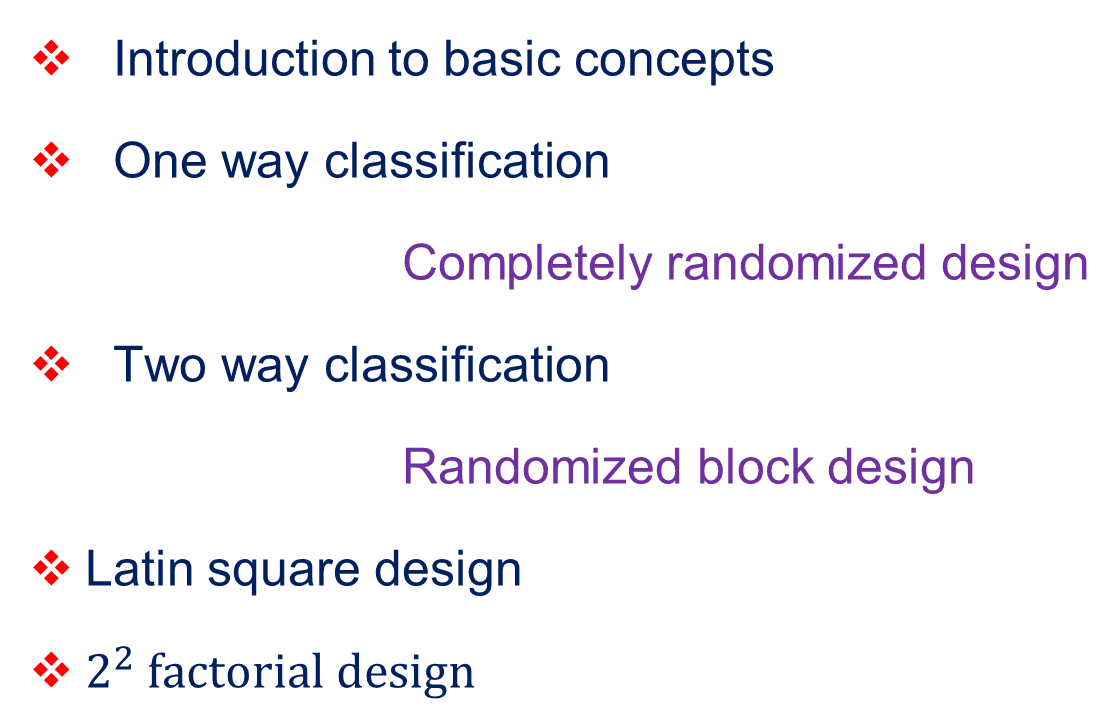 ❖ Introduction to basic concepts
❖ One way classification
Completely randomized design
❖ Two way classification
Randomized block design
❖ Latin square design
❖ 2² factorial design